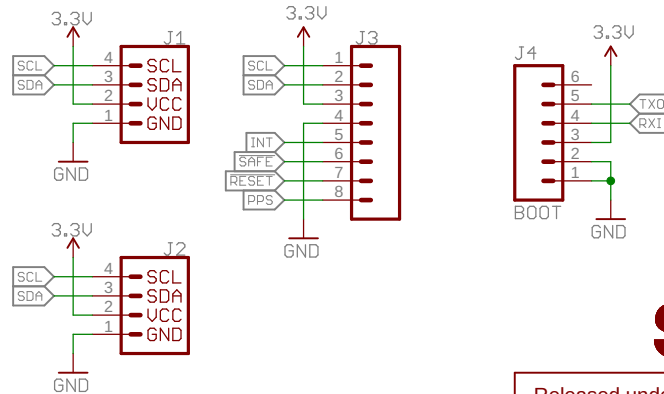 3.3V
J1
SCL
4
SCL
SDA
3
SDA
2
VCC
1
GND
GND
3.3V
J3
SCL
1
SDA
2
3
4
INT
5
SAFE
6
RESET
7
PPS
8
GND
3.3V
J4
6
5
TXO
4
RXI
3
2
1
BOOT
GND
3.3V
J2
SCL
4
SCL
SDA
3
SDA
2
VCC
1
GND
GND
S
Released unde